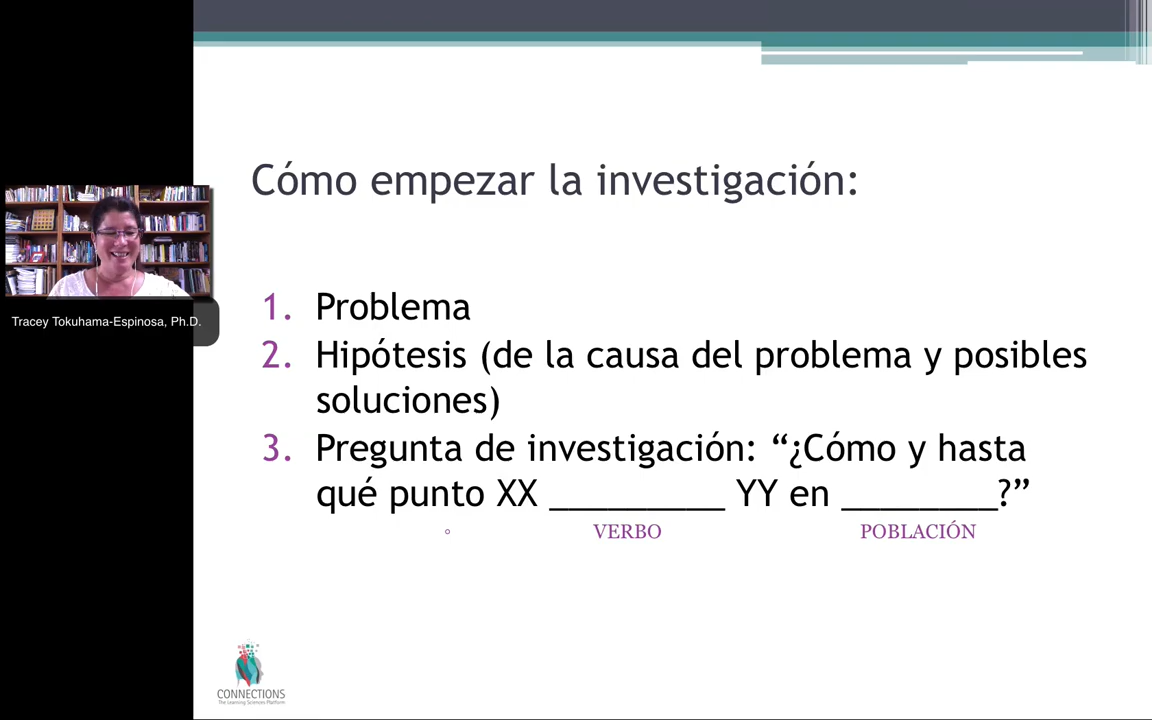 Cómo empezar la investigación:
Tracey Tokuhama-Espinosa, Ph.D.
1. Problema
2. Hipótesis (de la causa del problema y posibles
soluciones)
3. Pregunta de investigación: “¿Cómo y hasta
qué punto XX _________ YY en ________?”
◦ VERBO POBLACIÓN
CONNECTIONS
The Learning Sciences Platform